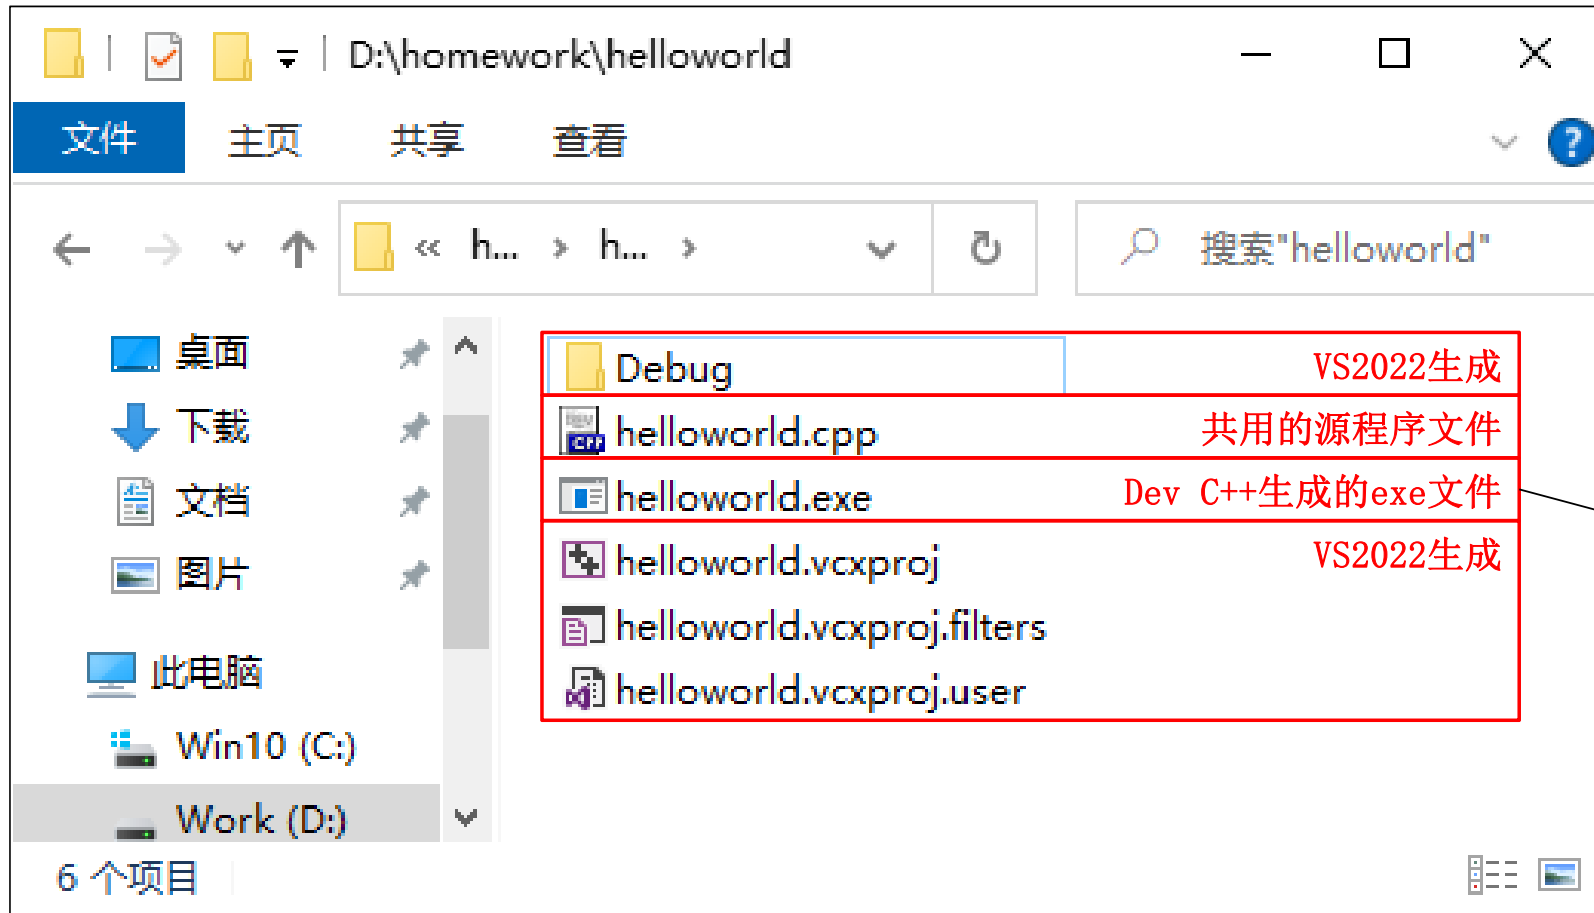 D:\homework\helloworld
文件 主页 共享 查看
?
« h... › h... › 搜索"helloworld"
桌面
下载
文档
图片
此电脑
Win10 (C:)
Work (D:)
Debug VS2022生成
helloworld.cpp 共用的源程序文件
helloworld.exe Dev C++生成的exe文件
helloworld.vcxproj VS2022生成
helloworld.vcxproj.filters
helloworld.vcxproj.user
6 个项目